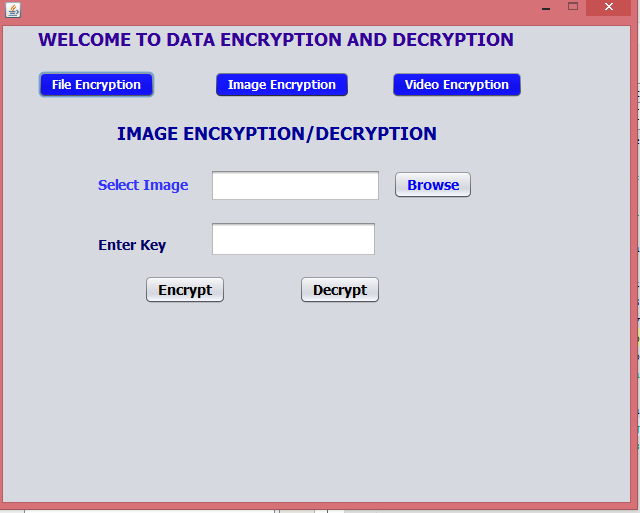 WELCOME TO DATA ENCRYPTION AND DECRYPTION
File Encryption Image Encryption Video Encryption
IMAGE ENCRYPTION/DECRYPTION
Select Image Browse
Enter Key
Encrypt Decrypt